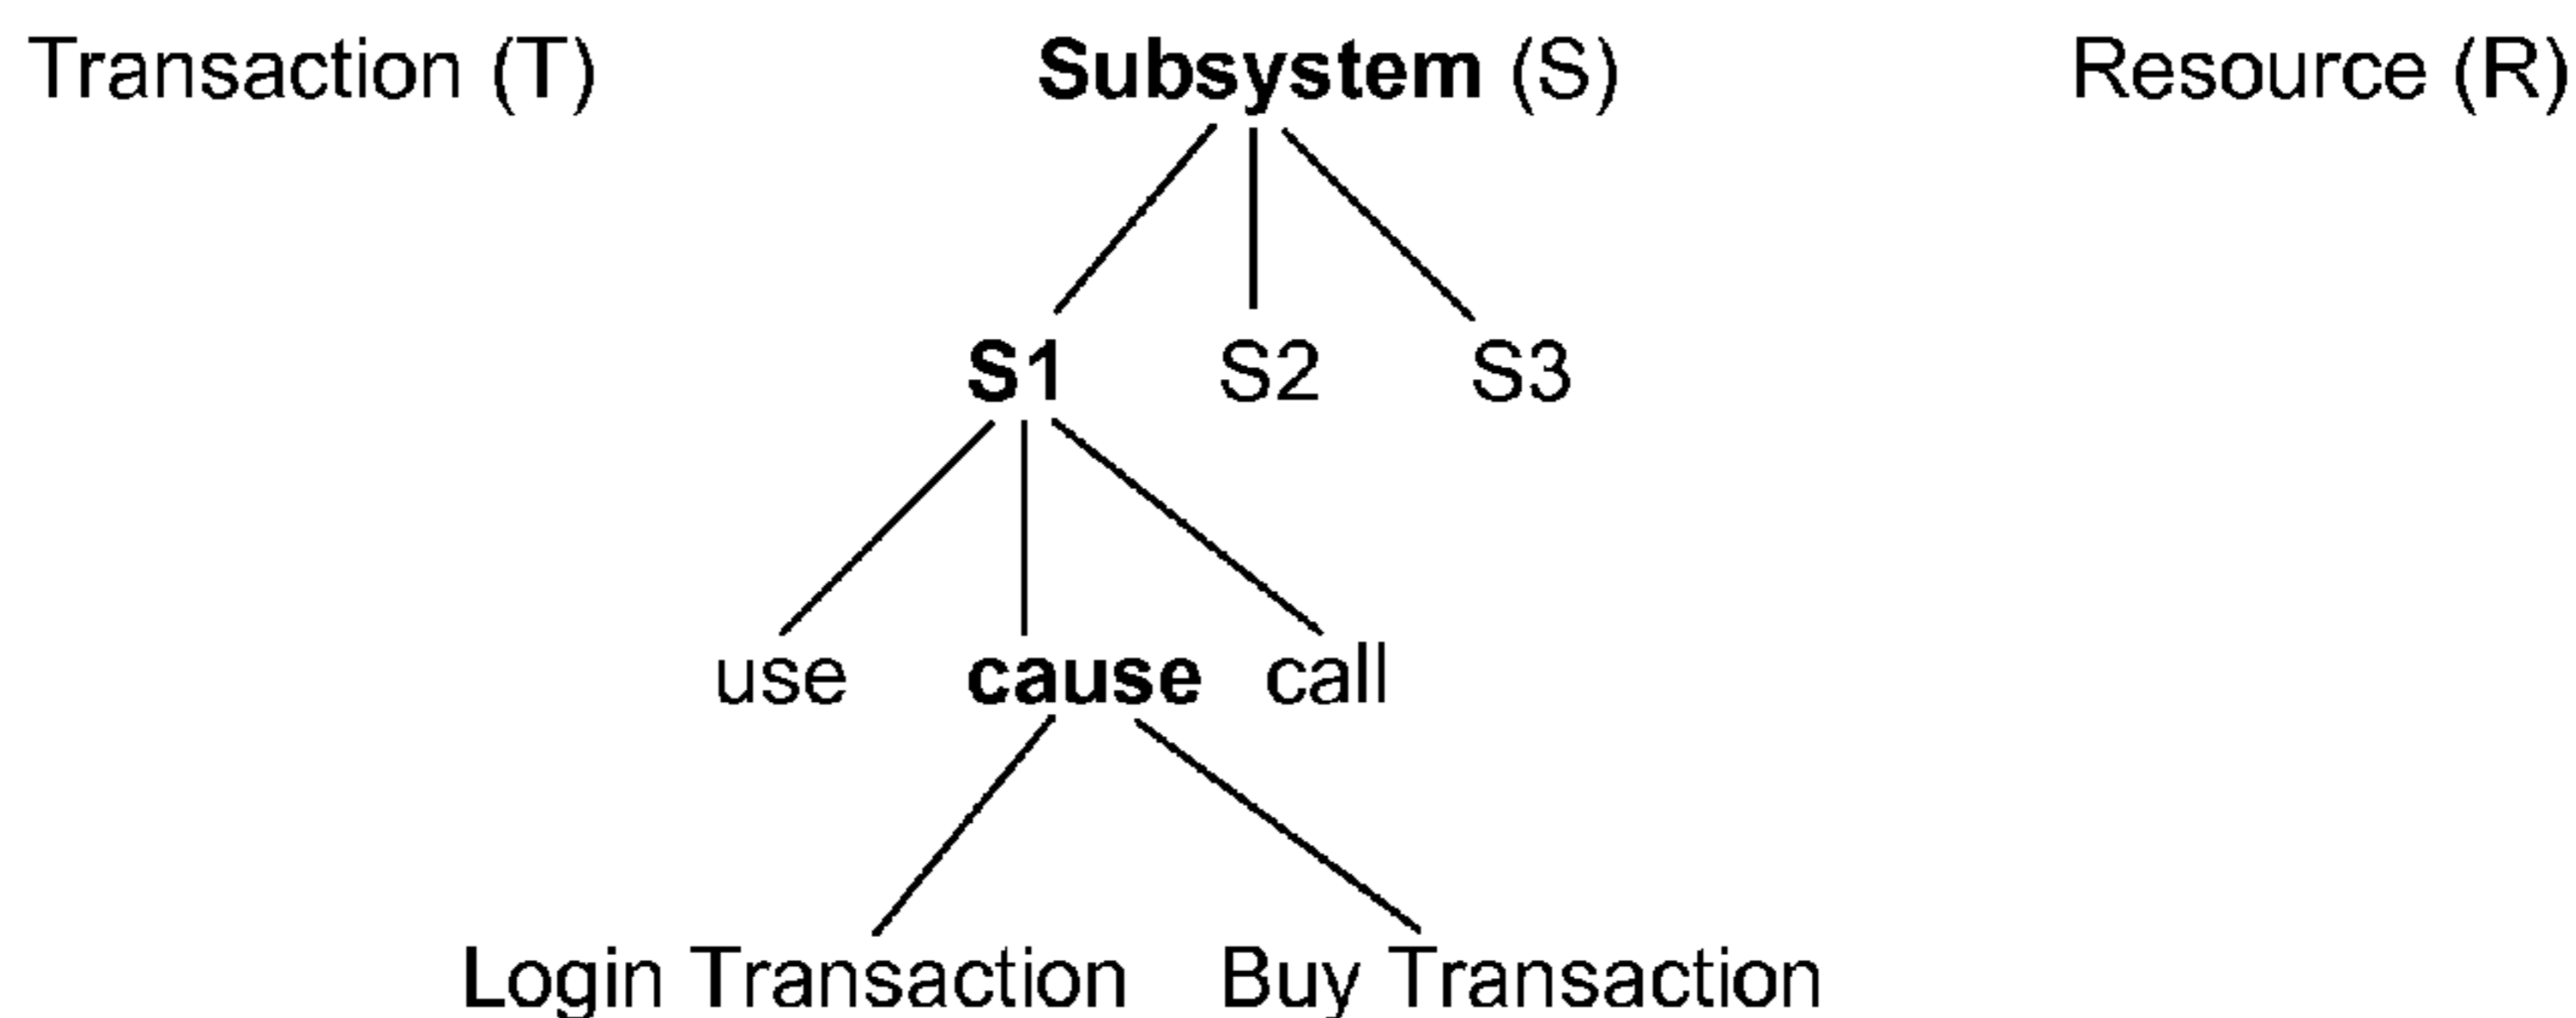 Transaction (T) Subsystem (S) Resource (R)
S1 S2 S3
use cause call
Login Transaction Buy Transaction